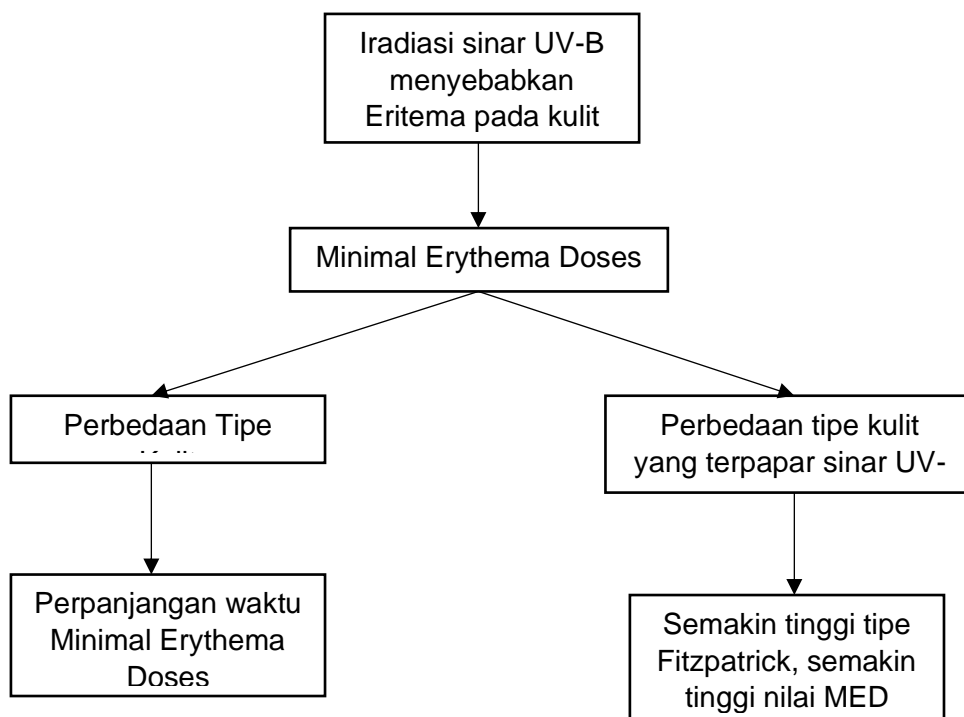 Iradiasi sinar UV-B
menyebabkan
Eritema pada kulit
Minimal Erythema Doses
Perbedaan Tipe
Perbedaan tipe kulit
yang terpapar sinar UV-
Perpanjangan waktu
Minimal Erythema
Doses
Semakin tinggi tipe
Fitzpatrick, semakin
tinggi nilai MED